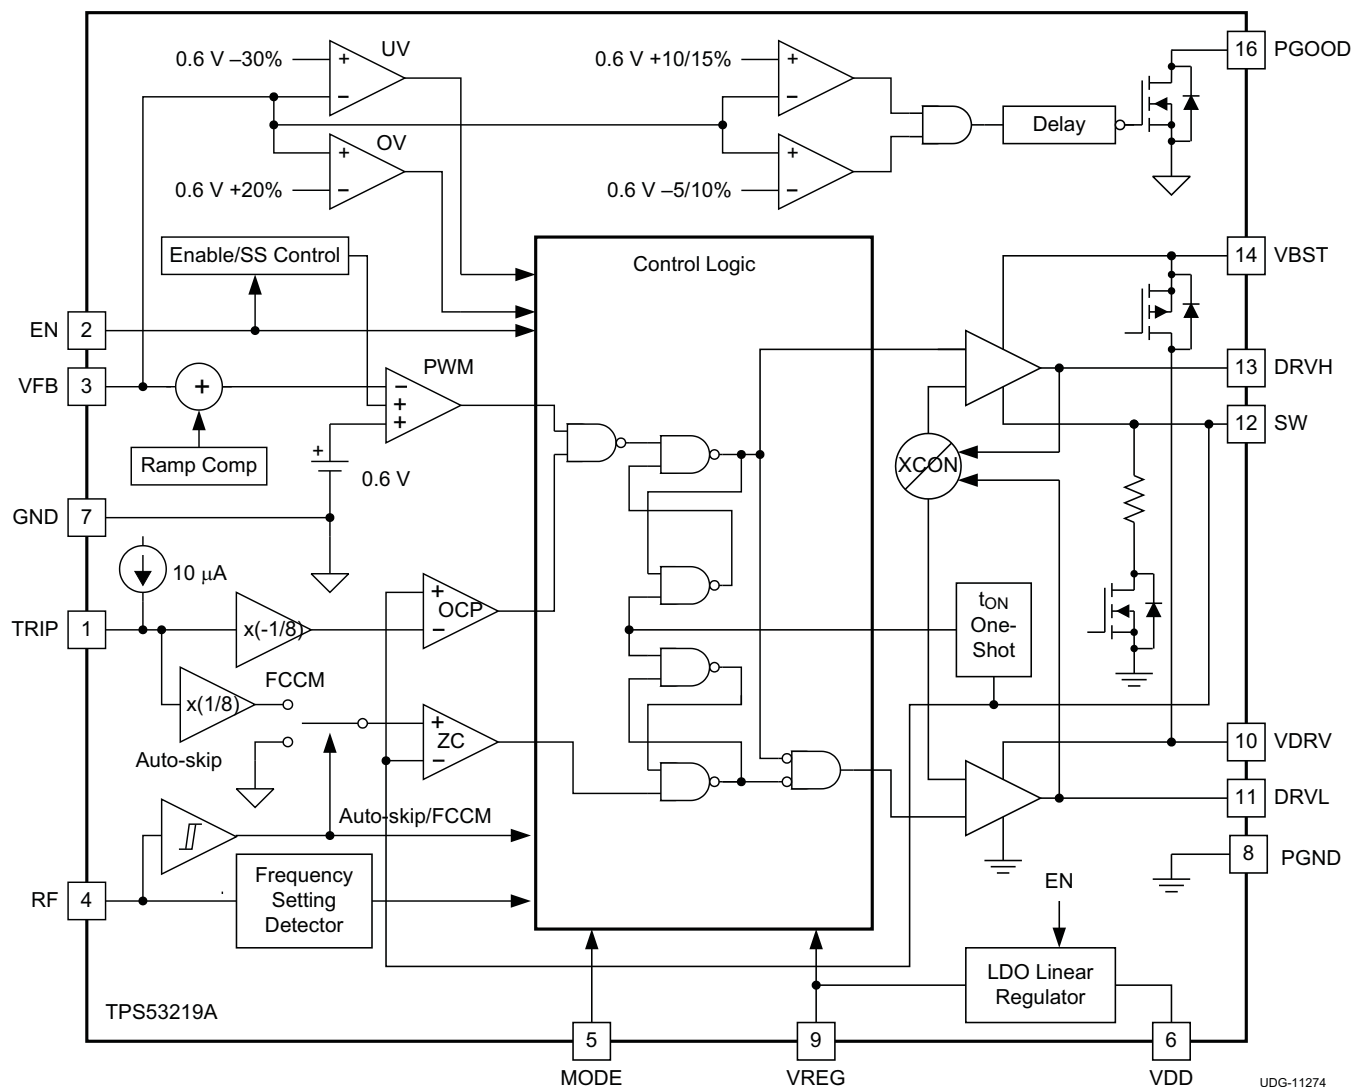 UV
0.6 V –30%
+
–
OV
+
0.6 V +20%
–
0.6 V +10/15%
+
–
+
0.6 V –5/10%
–
Delay
16
PGOOD
Enable/SS Control
Control Logic
14
VBST
EN
2
VFB
3
+
Ramp Comp
PWM
–
+
+
+
0.6 V
13
DRVH
12
SW
XCON
GND
7
10 µA
TRIP
1
x(-1/8)
+
OCP
–
FCCM
x(1/8)
Auto-skip
+
ZC
–
tON
One-
Shot
10
VDRV
11
DRVL
8
PGND
Auto-skip/FCCM
RF
4
Frequency
Setting
Detector
EN
LDO Linear
Regulator
TPS53219A
5
MODE
9
VREG
6
VDD
UDG-11274